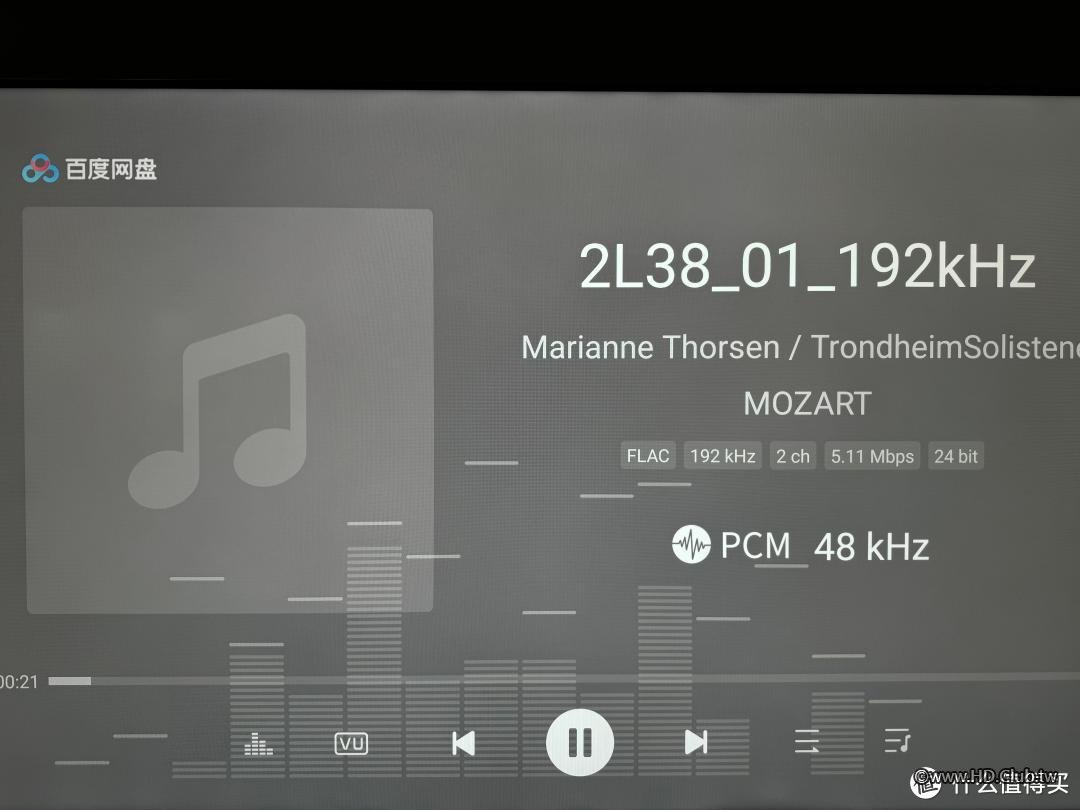 百度网盘
2L38_01_192kHz
Marianne Thorsen / TrondheimSolistene
MOZART
FLAC 192 kHz 2 ch 5.11 Mbps 24 bit
PCM 48 kHz
00:21
VU
©www.HD.Club.tw
值 什么值得买